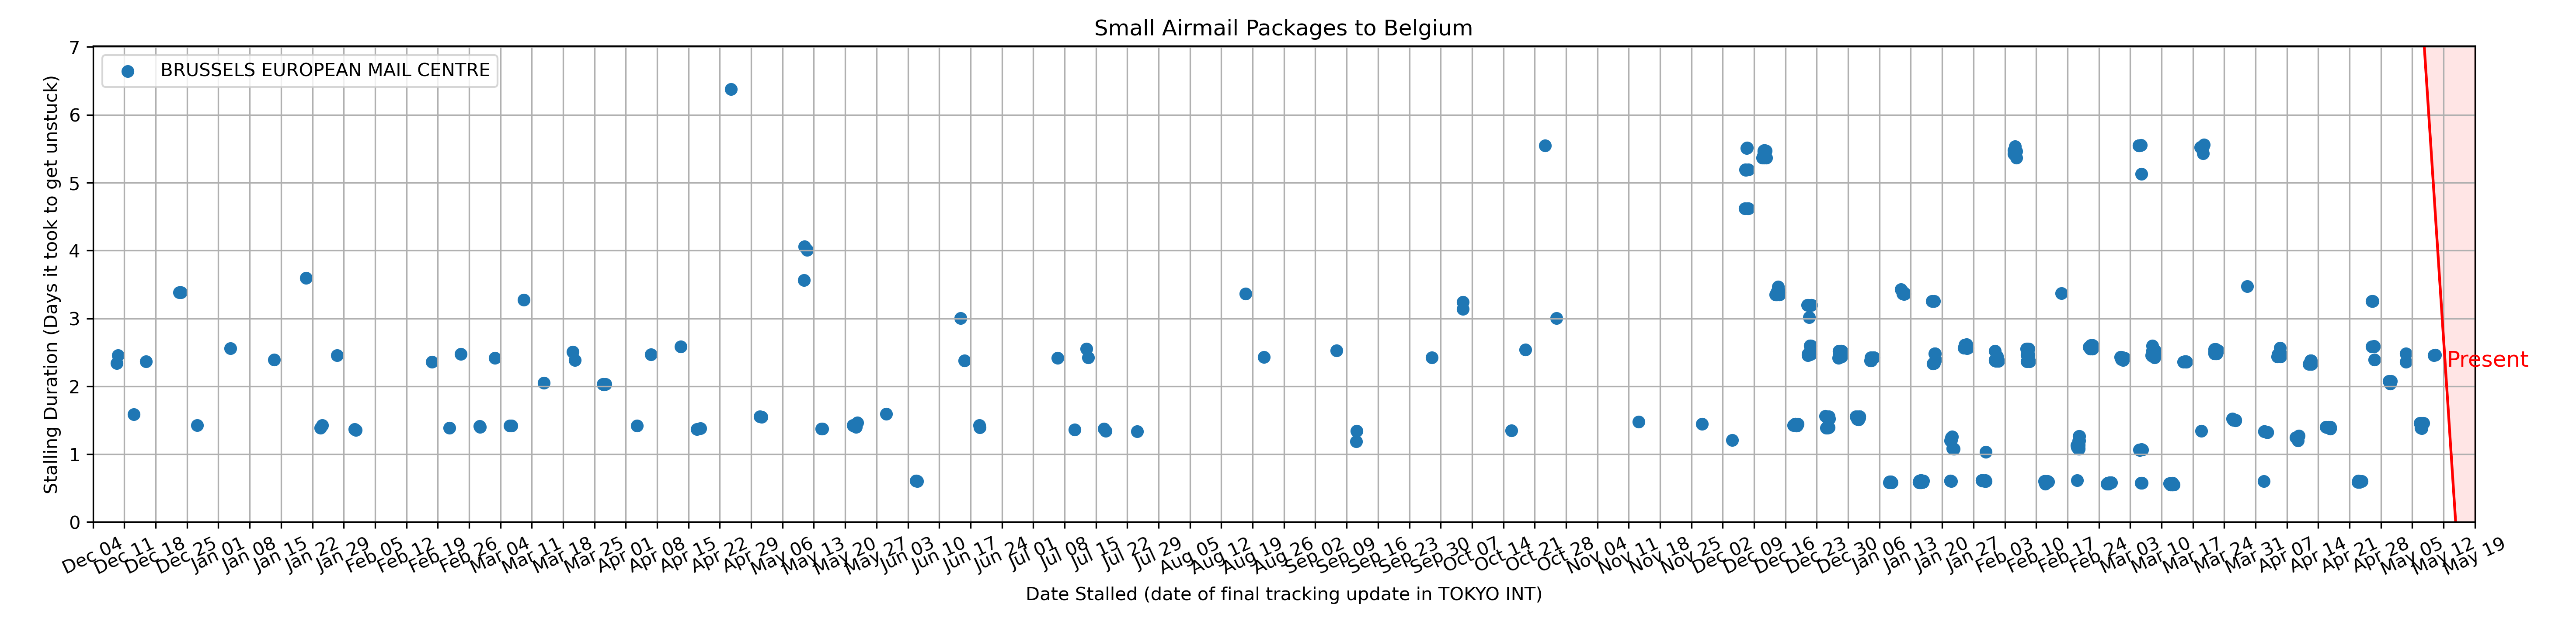 Small Airmail Packages to Belgium
BRUSSELS EUROPEAN MAIL CENTRE
Stalling Duration (Days it took to get unstuck)
7
6
5
4
3
2
1
0
Present
Dec 04
Dec 11
Dec 18
Dec 25
Jan 01
Jan 08
Jan 15
Jan 22
Jan 29
Feb 05
Feb 12
Feb 19
Feb 26
Mar 04
Mar 11
Mar 18
Mar 25
Apr 01
Apr 08
Apr 15
Apr 22
Apr 29
May 06
May 13
May 20
May 27
Jun 03
Jun 10
Jun 17
Jun 24
Jul 01
Jul 08
Jul 15
Jul 22
Jul 29
Aug 05
Aug 12
Aug 19
Aug 26
Sep 02
Sep 09
Sep 16
Sep 23
Sep 30
Oct 07
Oct 14
Oct 21
Oct 28
Nov 04
Nov 11
Nov 18
Nov 25
Dec 02
Dec 09
Dec 16
Dec 23
Dec 30
Jan 06
Jan 13
Jan 20
Jan 27
Feb 03
Feb 10
Feb 17
Feb 24
Mar 03
Mar 10
Mar 17
Mar 24
Mar 31
Apr 07
Apr 14
Apr 21
Apr 28
May 05
May 12
May 19
Date Stalled (date of final tracking update in TOKYO INT)